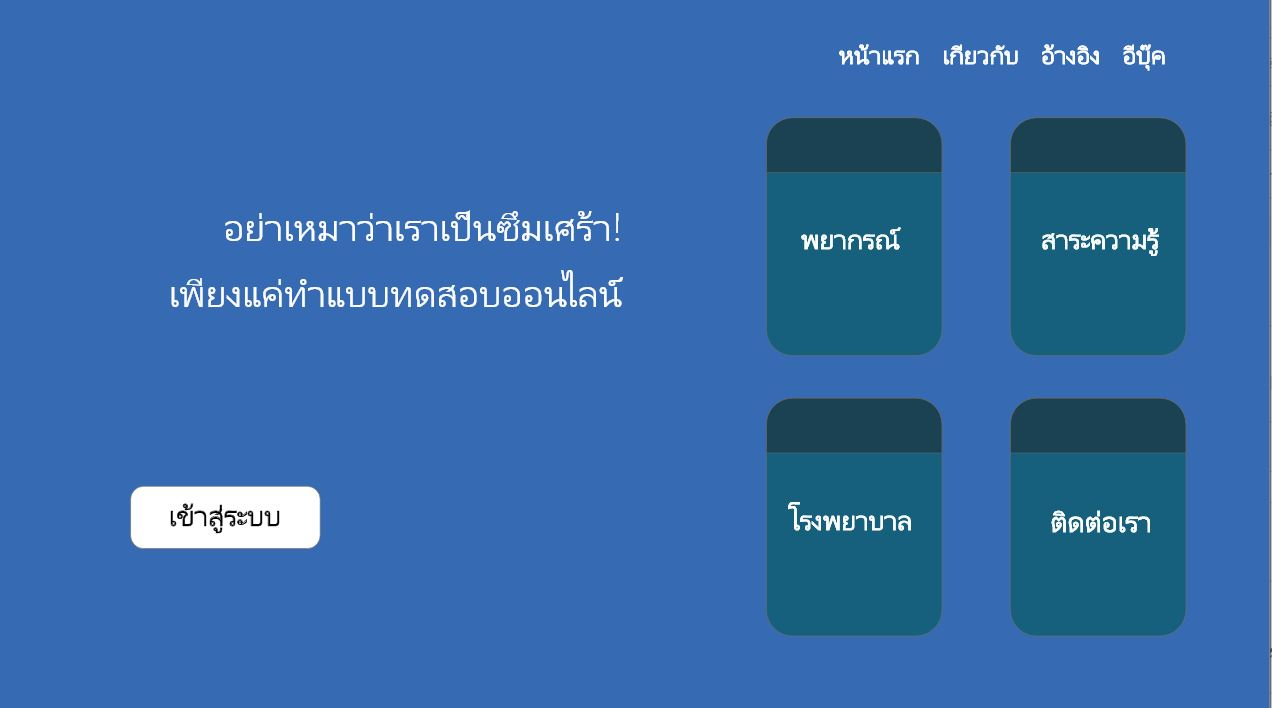 หน้าแรก เกี่ยวกับ อ้างอิง อีบุ๊ค
อย่าเหมาว่าเราเป็นซึมเศร้า!
เพียงแค่ทำแบบทดสอบออนไลน์
เข้าสู่ระบบ
พยากรณ์
สาระความรู้
โรงพยาบาล
ติดต่อเรา